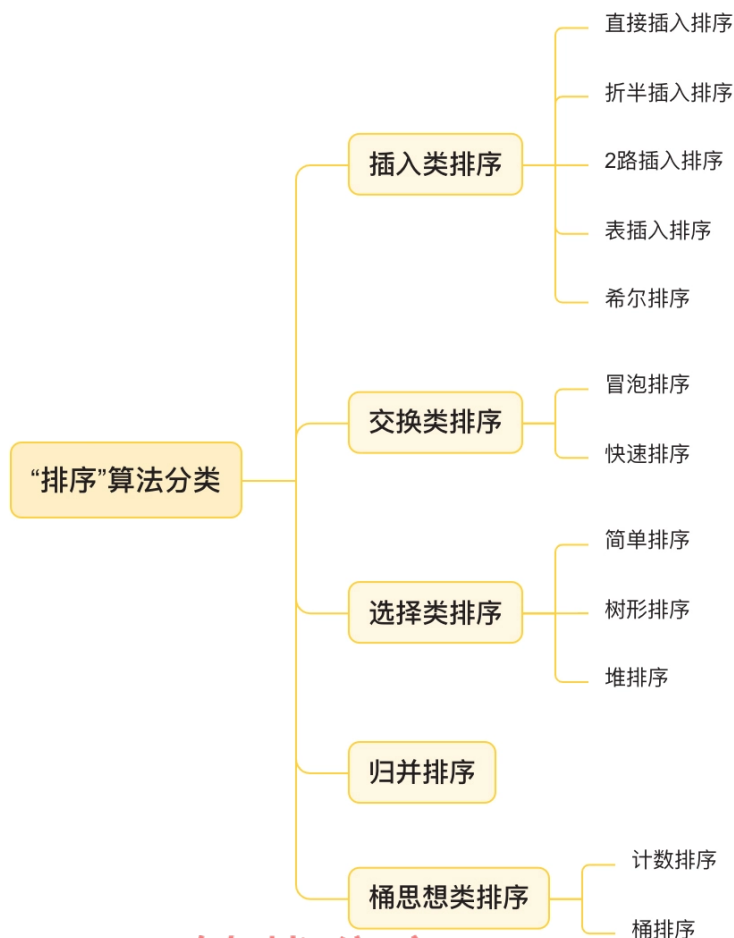 直接插入排序
折半插入排序
插入类排序
2路插入排序
表插入排序
希尔排序
冒泡排序
交换类排序
快速排序
“排序”算法分类
简单排序
选择类排序
树形排序
堆排序
归并排序
计数排序
桶思想类排序
桶排序